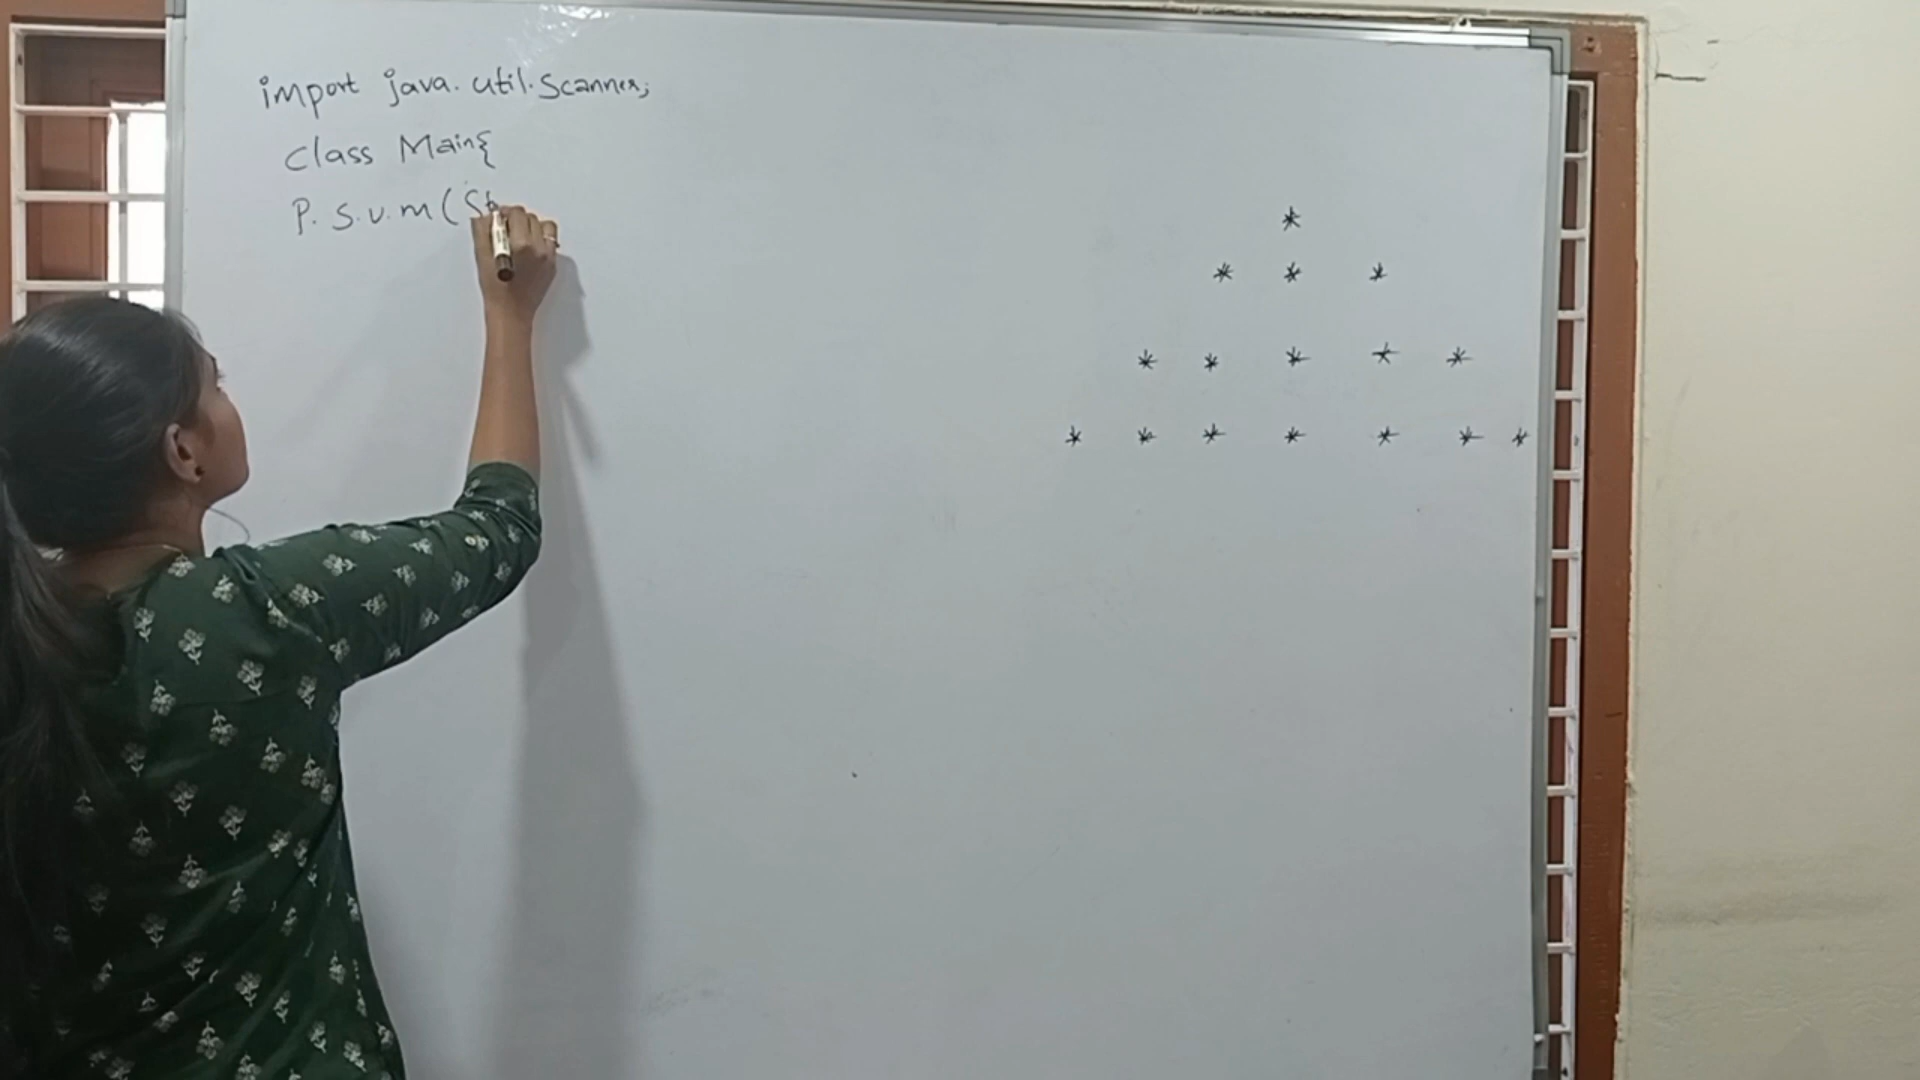 import java.util.Scanner;
class Main{
P.S.v.m(St
*
* * *
* * * * *
* * * * * * *